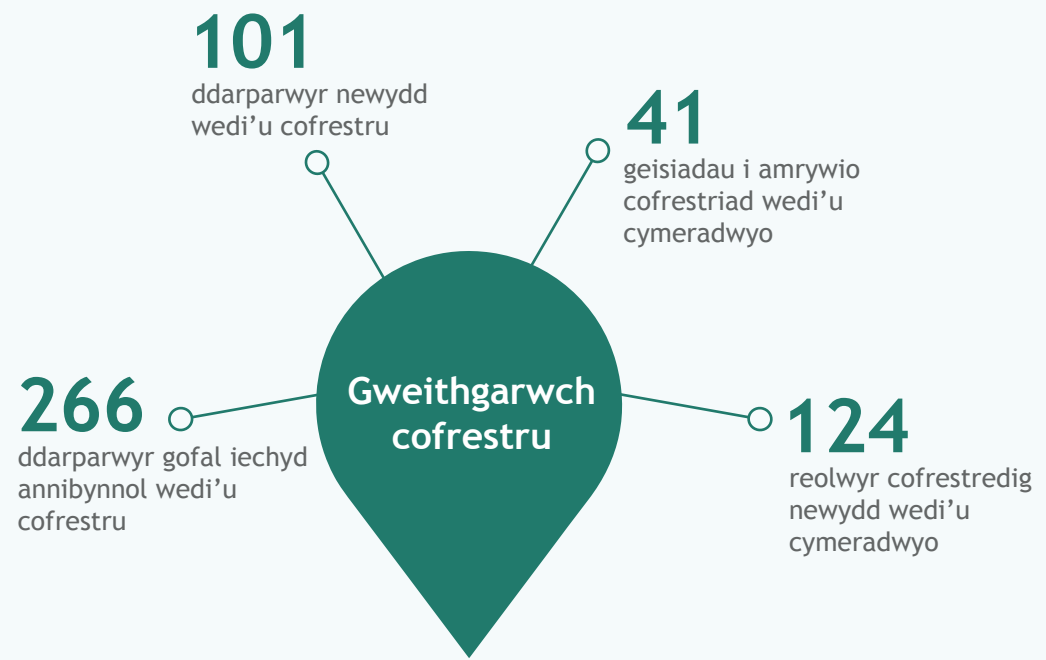 101
ddarparwyr newydd
wedi’u cofrestru
41
geisiadau i amrywio
cofrestriad wedi’u
cymeradwyo
Gweithgarwch
cofrestru
266
ddarparwyr gofal iechyd
annibynnol wedi’u
cofrestru
124
reolwyr cofrestredig
newydd wedi’u
cymeradwyo